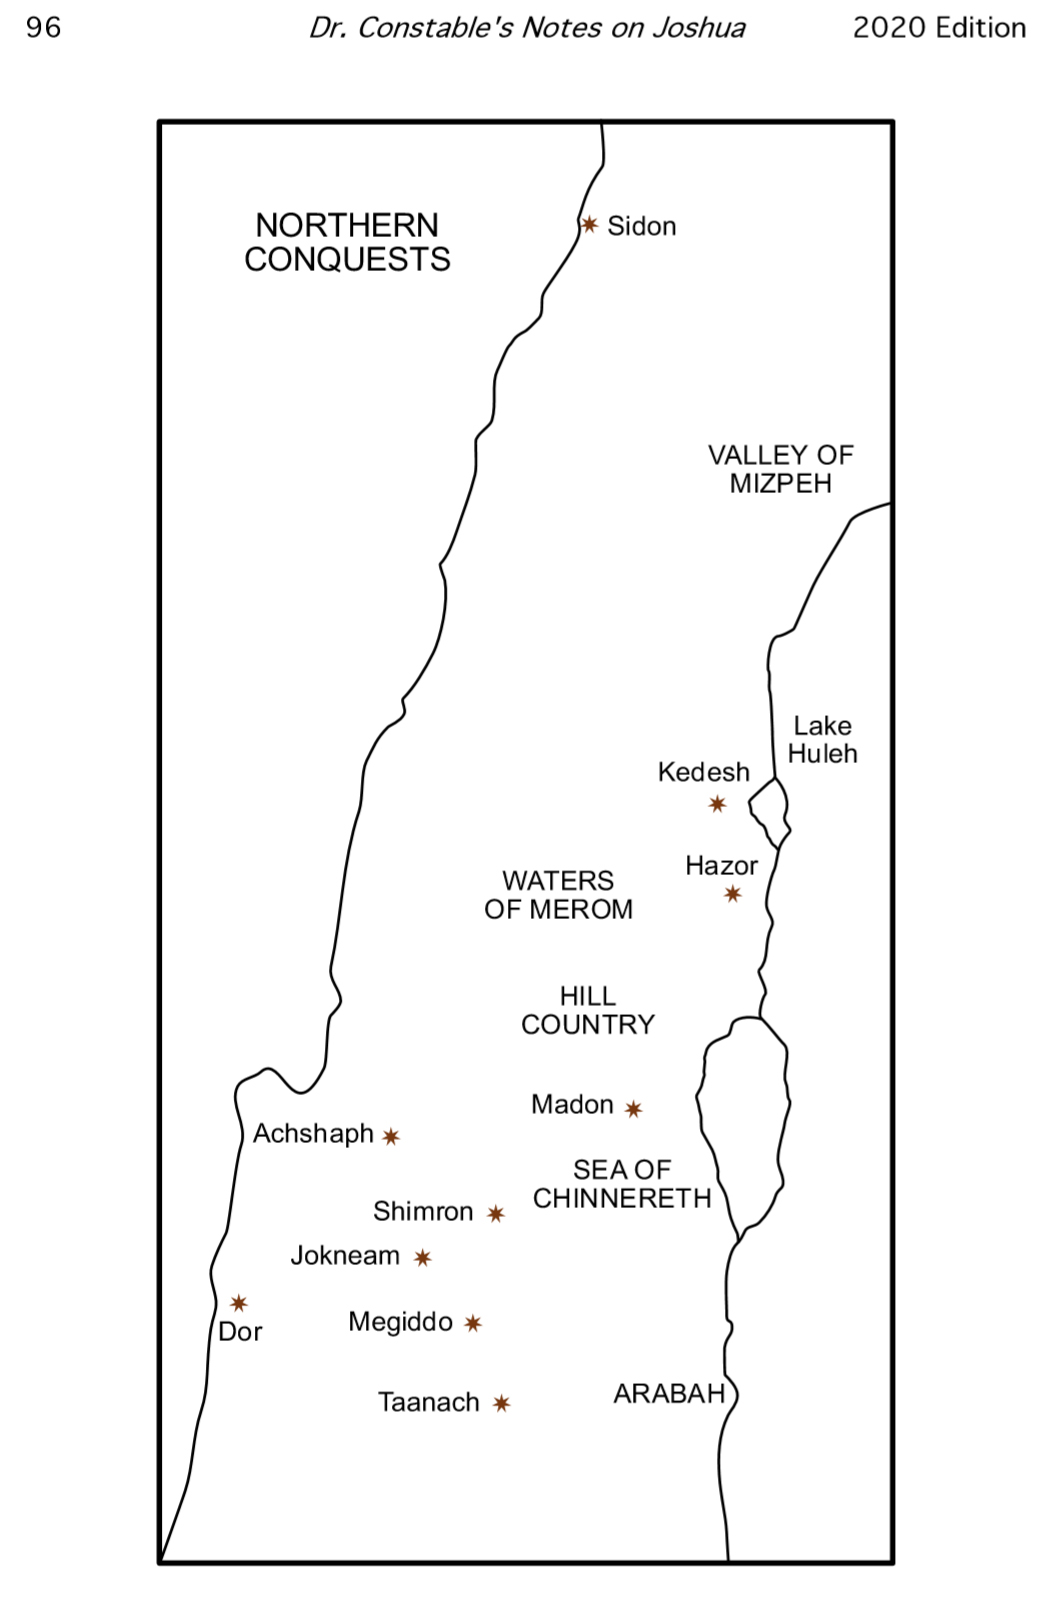 96
Dr. Constable's Notes on Joshua
2020 Edition
NORTHERN
CONQUESTS
Sidon
VALLEY OF
MIZPEH
Lake
Huleh
Kedesh
Hazor
WATERS
OF MEROM
HILL
COUNTRY
Madon
Achshaph
SEA OF
CHINNERETH
Shimron
Jokneam
Dor
Megiddo
Taanach
ARABAH